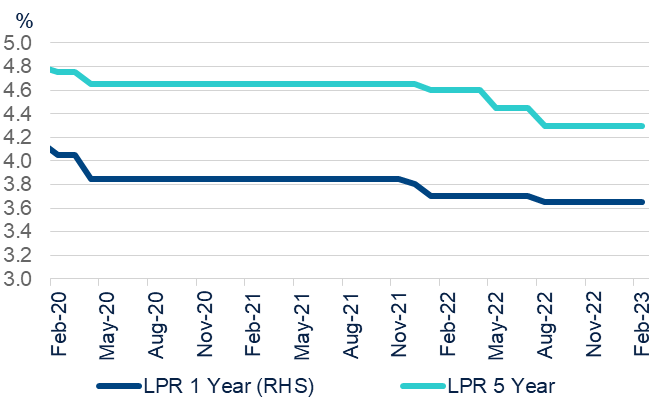 %
5.0
4.8
4.6
4.4
4.2
4.0
3.8
3.6
3.4
3.2
3.0
Feb-20
May-20
Aug-20
Nov-20
Feb-21
May-21
Aug-21
Nov-21
Feb-22
May-22
Aug-22
Nov-22
Feb-23
LPR 1 Year (RHS)
LPR 5 Year